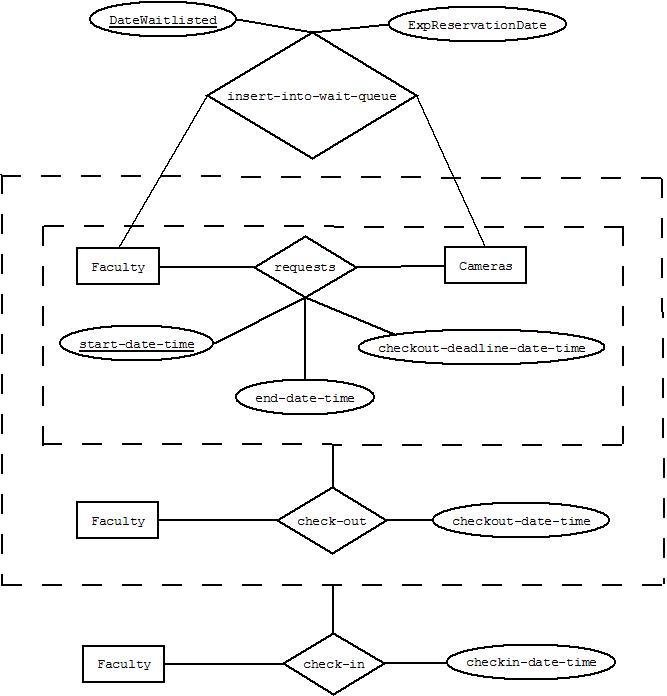 DateWaitlisted
ExpReservationDate
insert-into-wait-queue
Faculty
requests
Cameras
start-date-time
checkout-deadline-date-time
end-date-time
Faculty
check-out
checkout-date-time
Faculty
check-in
checkin-date-time